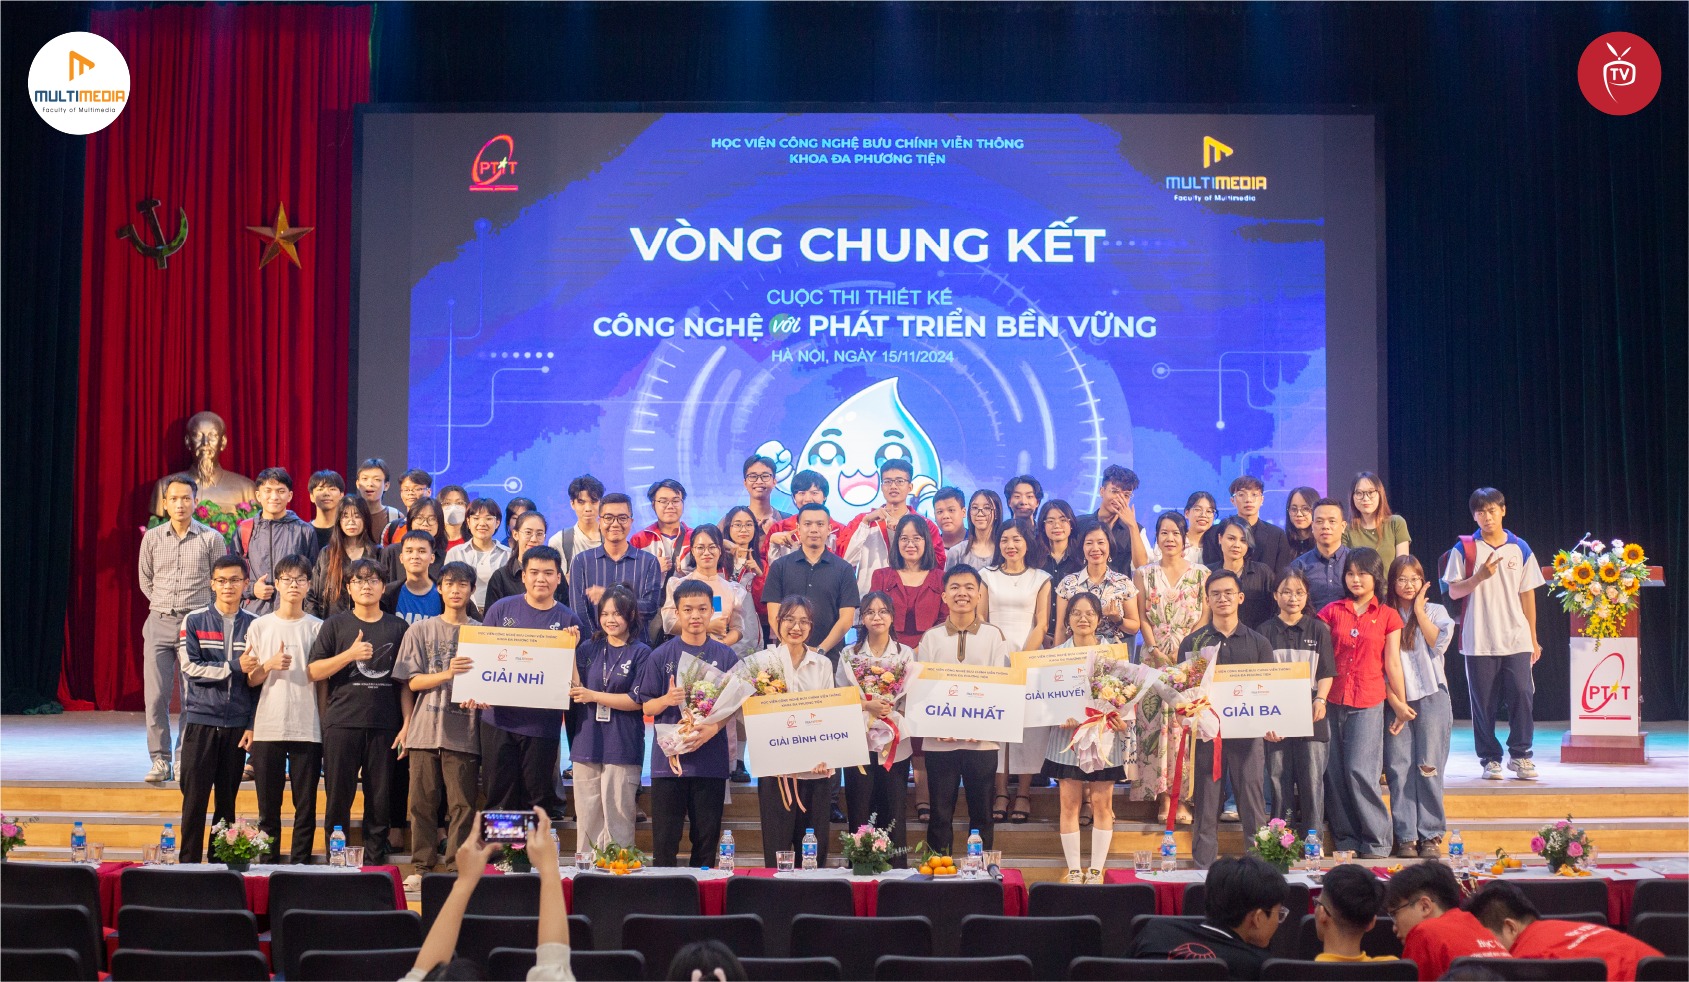 MULTIMEDIA
Faculty of Multimedia
TV
PTIT
HỌC VIỆN CÔNG NGHỆ BƯU CHÍNH VIỄN THÔNG
KHOA ĐA PHƯƠNG TIỆN
MULTIMEDIA
Faculty of Multimedia
VÒNG CHUNG KẾT
CUỘC THI THIẾT KẾ
CÔNG NGHỆ với PHÁT TRIỂN BỀN VỮNG
HÀ NỘI, NGÀY 15/11/2024
GIẢI NHÌ
GIẢI BÌNH CHỌN
GIẢI NHẤT
GIẢI KHUYẾN
GIẢI BA
PTIT